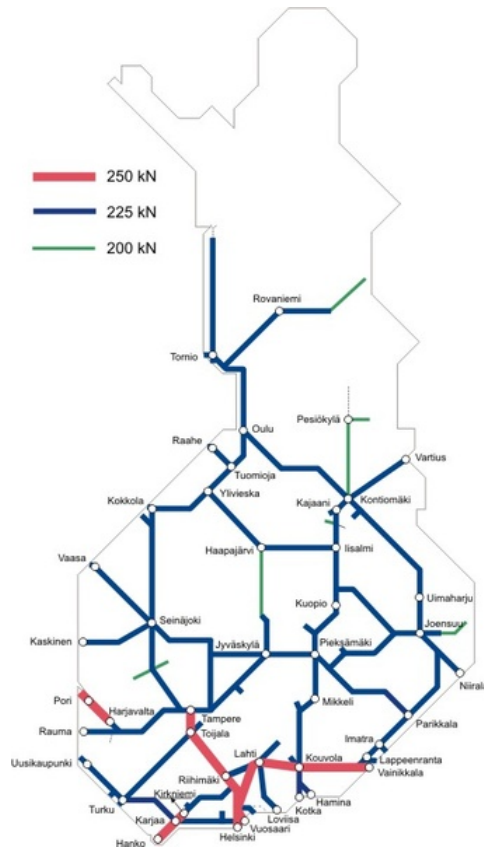 250 kN
225 kN
200 kN
Rovaniemi
Tornio
Oulu
Pesiökylä
Raahe
Tuomioja
Vartius
Ylivieska
Kontiomäki
Kokkola
Kajaani
Haapajärvi
Iisalmi
Vaasa
Uimaharju
Kuopio
Seinäjoki
Joensuu
Kaskinen
Jyväskylä
Pieksämäki
Niirala
Pori
Harjavalta
Mikkeli
Tampere
Parikkala
Rauma
Toijala
Imatra
Lahti
Kouvola
Lappeenranta
Uusikaupunki
Riihimäki
Vainikkala
Kirkniemi
Turku
Hamina
Karjaa
Loviisa
Kotka
Vuosaari
Hanko
Helsinki